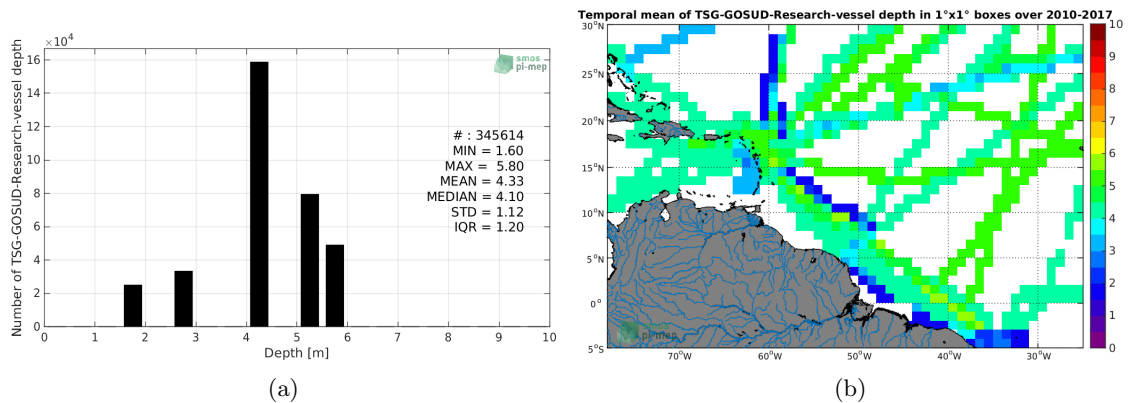 Number of TSG-GOSUD-Research-vessel depth
×10⁴
16
14
12
10
8
6
4
2
0
smos
pi-mep
# : 345614
MIN = 1.60
MAX = 5.80
MEAN = 4.33
MEDIAN = 4.10
STD = 1.12
IQR = 1.20
0 1 2 3 4 5 6 7 8 9 10
Depth [m]
(a)
Temporal mean of TSG-GOSUD-Research-vessel depth in 1°x1° boxes over 2010-2017
25°N
20°N
15°N
10°N
5°N
0°
5°S
70°W 60°W 50°W 40°W 30°W
smos
pi-mep
10
9
8
7
6
5
4
3
2
1
0
(b)